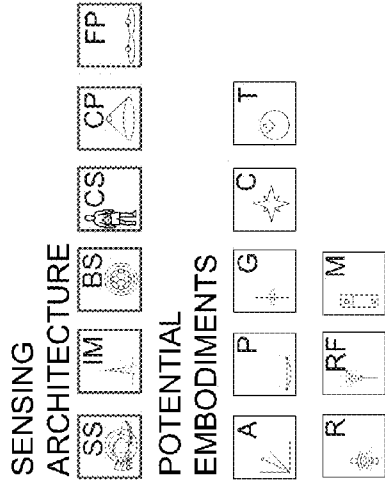 SENSING
ARCHITECTURE
SS IM BS CS CP FP
POTENTIAL
EMBODIMENTS
A P G C T
R RF M